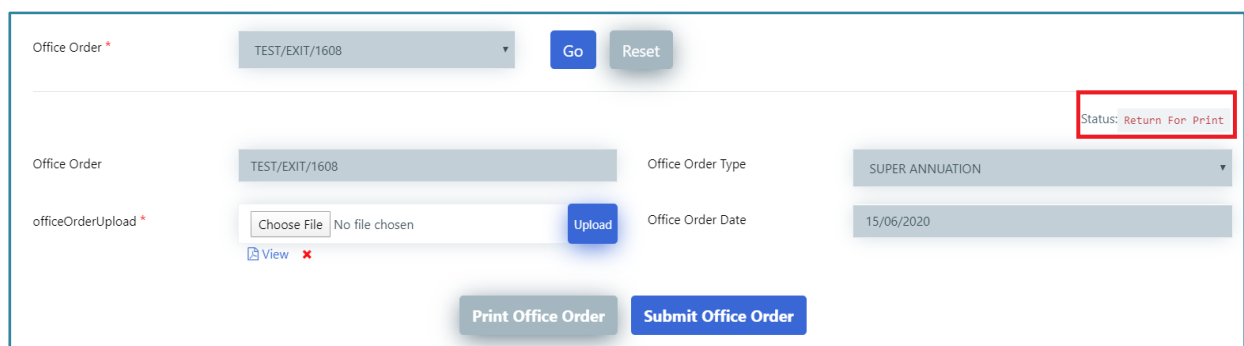 Office Order * TEST/EXIT/1608 Go Reset
Status: Return For Print
Office Order TEST/EXIT/1608 Office Order Type SUPER ANNUATION
officeOrderUpload * Choose File No file chosen Upload Office Order Date 15/06/2020
View
Print Office Order Submit Office Order